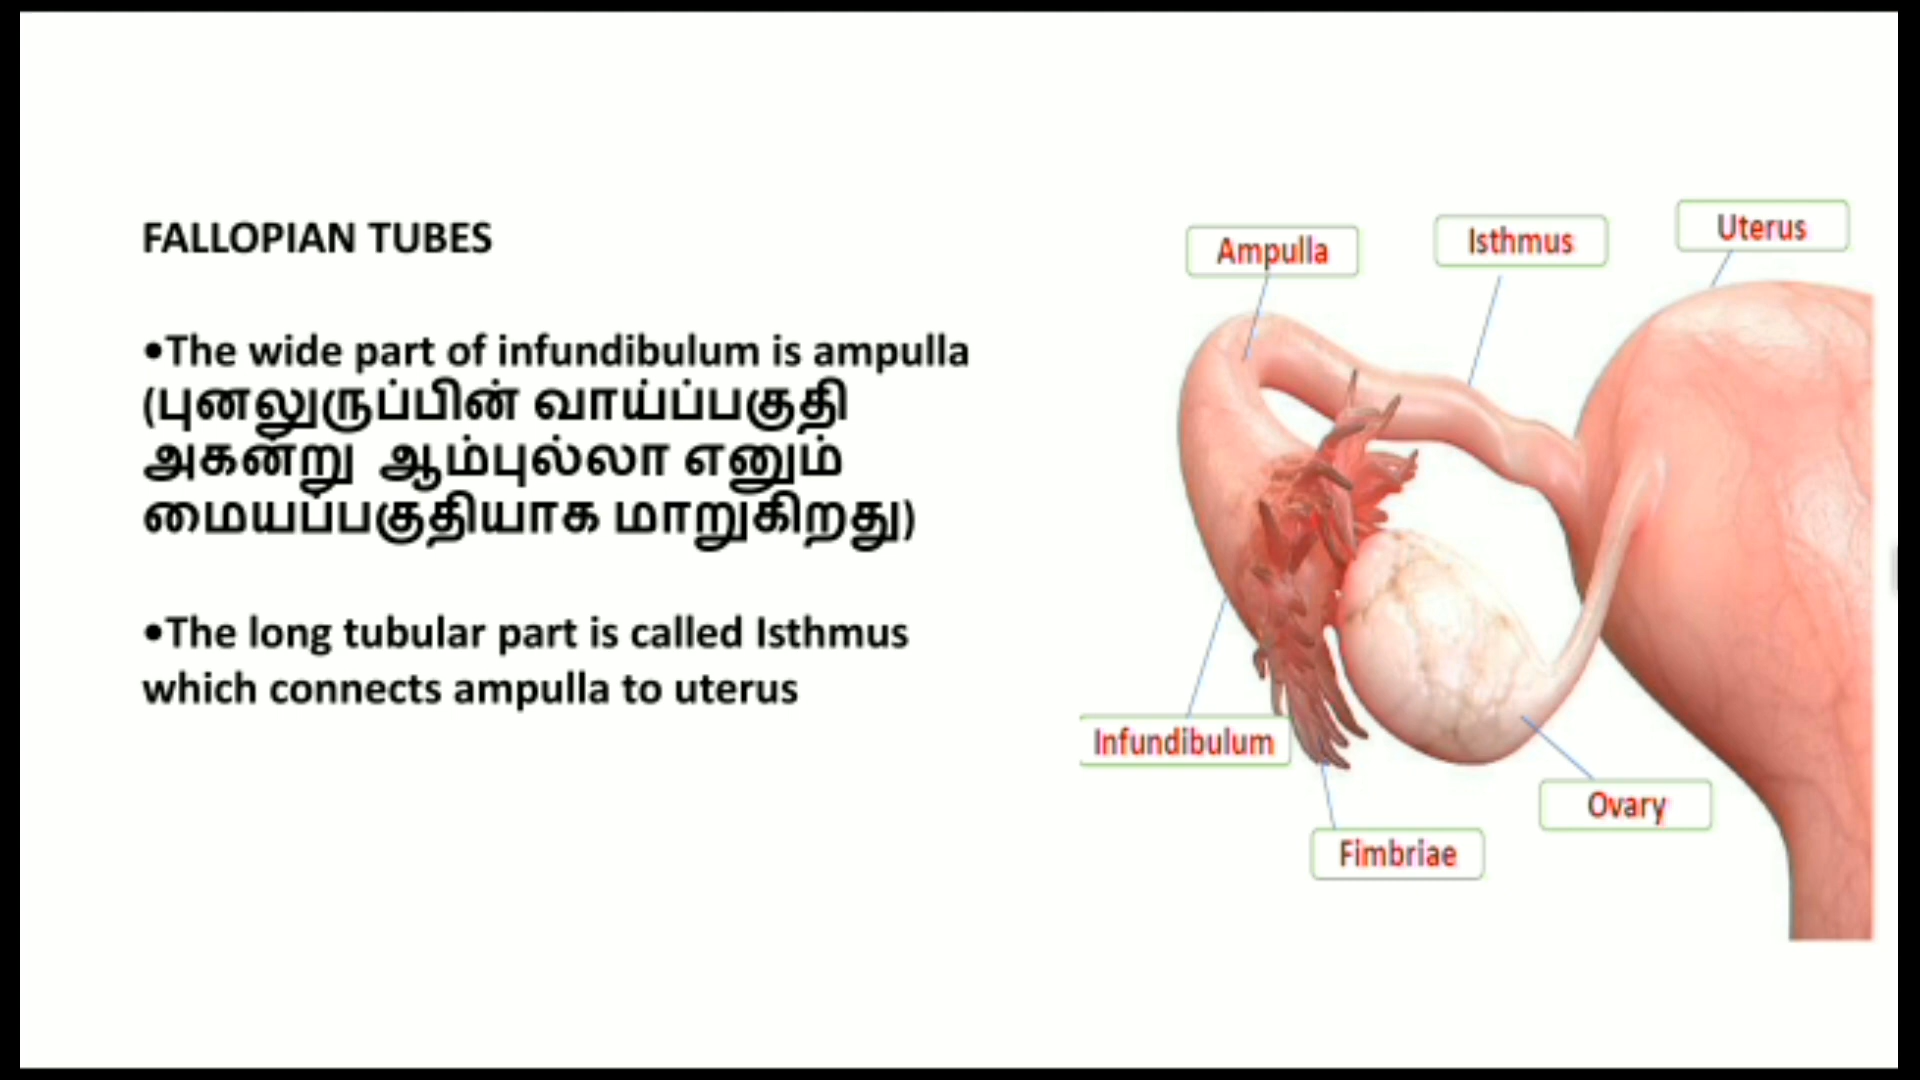 FALLOPIAN TUBES
•The wide part of infundibulum is ampulla
(புனலுருப்பின் வாய்ப்பகுதி
அகன்று ஆம்புல்லா எனும்
மையப்பகுதியாக மாறுகிறது)
•The long tubular part is called Isthmus
which connects ampulla to uterus
Ampulla
Isthmus
Uterus
Infundibulum
Ovary
Fimbriae